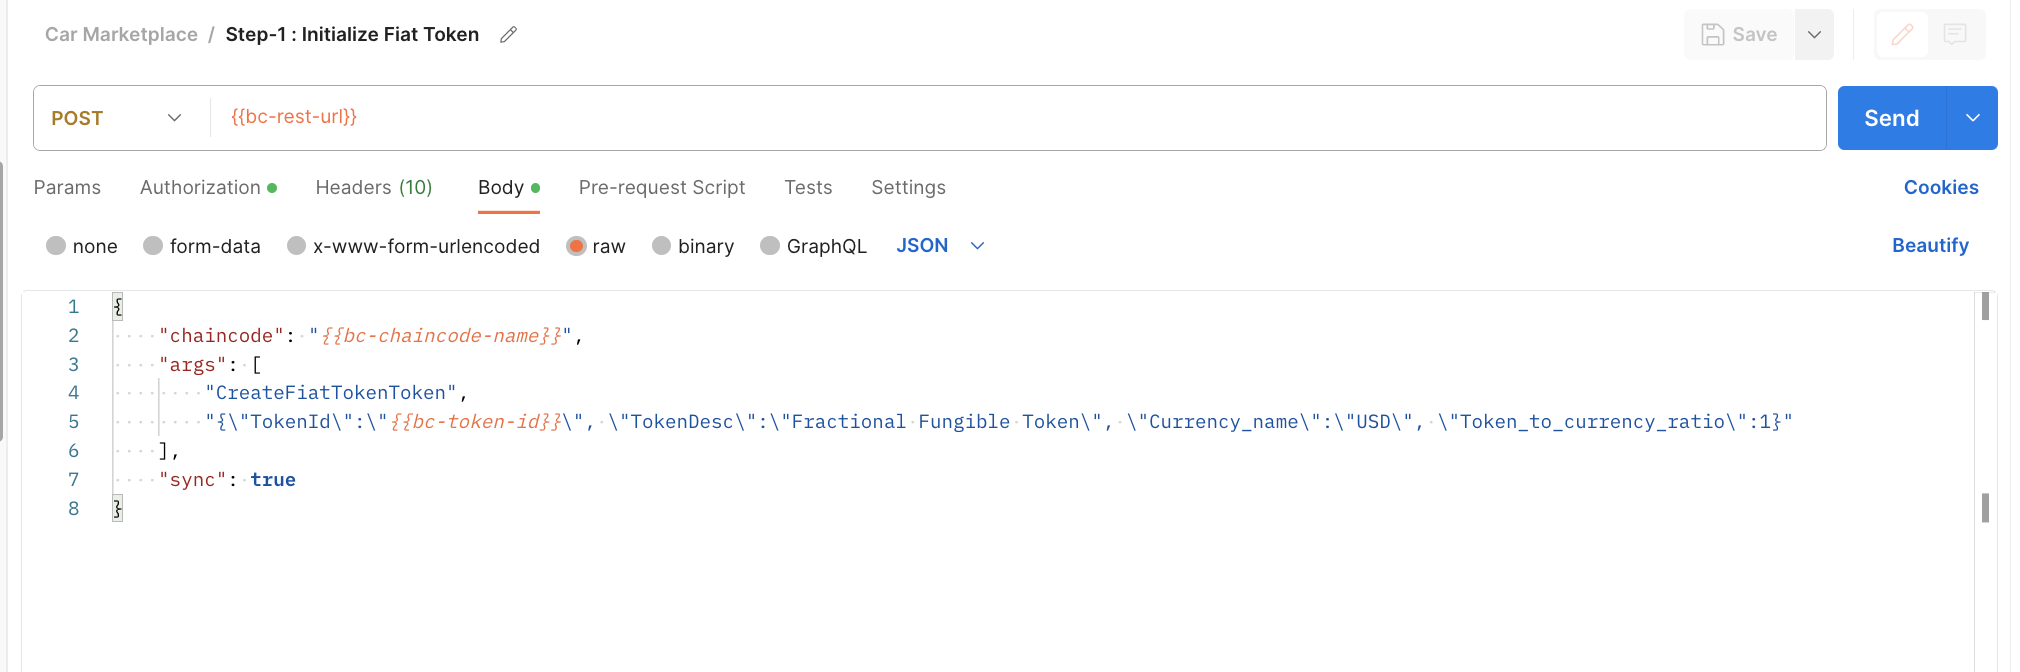 Car Marketplace / Step-1 : Initialize Fiat Token
Save
POST {{bc-rest-url}}
Send
Params Authorization Headers (10) Body Pre-request Script Tests Settings Cookies
none form-data x-www-form-urlencoded raw binary GraphQL JSON Beautify
1 {
2 "chaincode": "{{bc-chaincode-name}}",
3 "args": [
4 "CreateFiatTokenToken",
5 "{\"TokenId\":\"{{bc-token-id}}\", \"TokenDesc\":\"Fractional Fungible Token\", \"Currency_name\":\"USD\", \"Token_to_currency_ratio\":1}"
6 ],
7 "sync": true
8 }